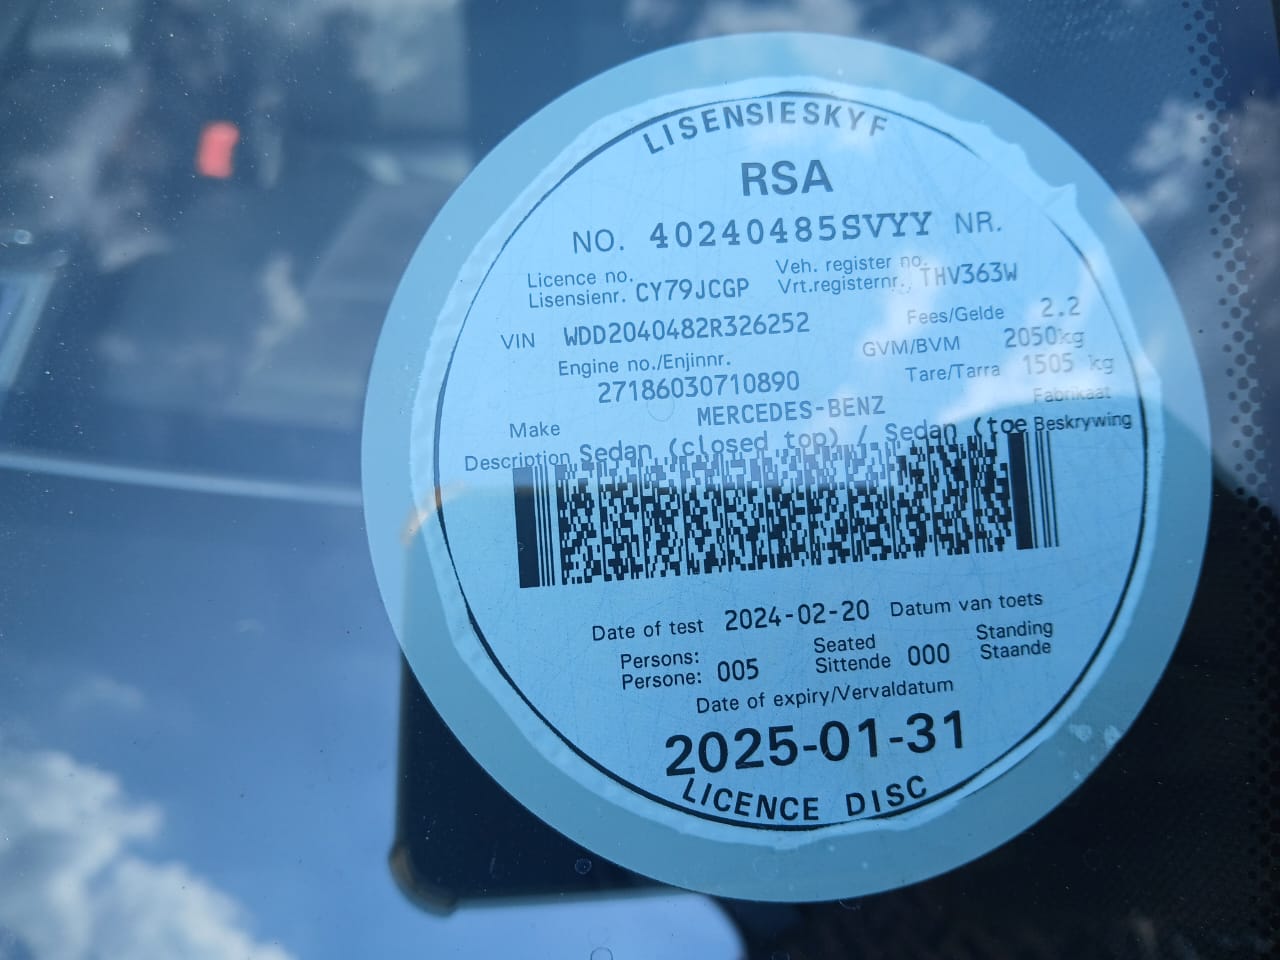 LISENSIESKYF
RSA
NO. 40240485SVYY NR.
Licence no. Veh. register no.
Lisensienr. CY79JCGP Vrt.registernr. THV363W
VIN WDD2040482R326252 Fees/Gelde 2.2
Engine no./Enjinnr. GVM/BVM 2050kg
27186030710890 Tare/Tarra 1505 kg
Make MERCEDES-BENZ Fabrikaat
Description Sedan (closed top) / Sedan (toe Beskrywing
Date of test 2024-02-20 Datum van toets
Persons: Seated Standing
Persone: 005 Sittende 000 Staande
Date of expiry/Vervaldatum
2025-01-31
LICENCE DISC